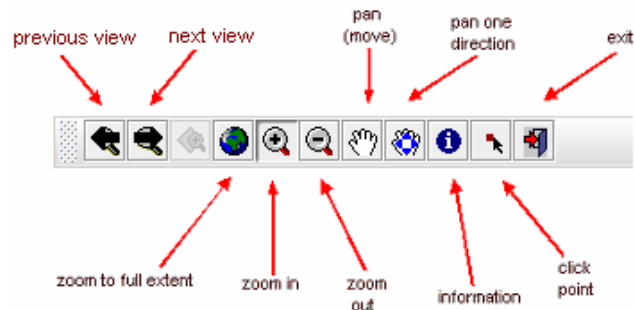 previous view
next view
pan
(move)
pan one
direction
exit
zoom to full extent
zoom in
zoom
out
information
click
point